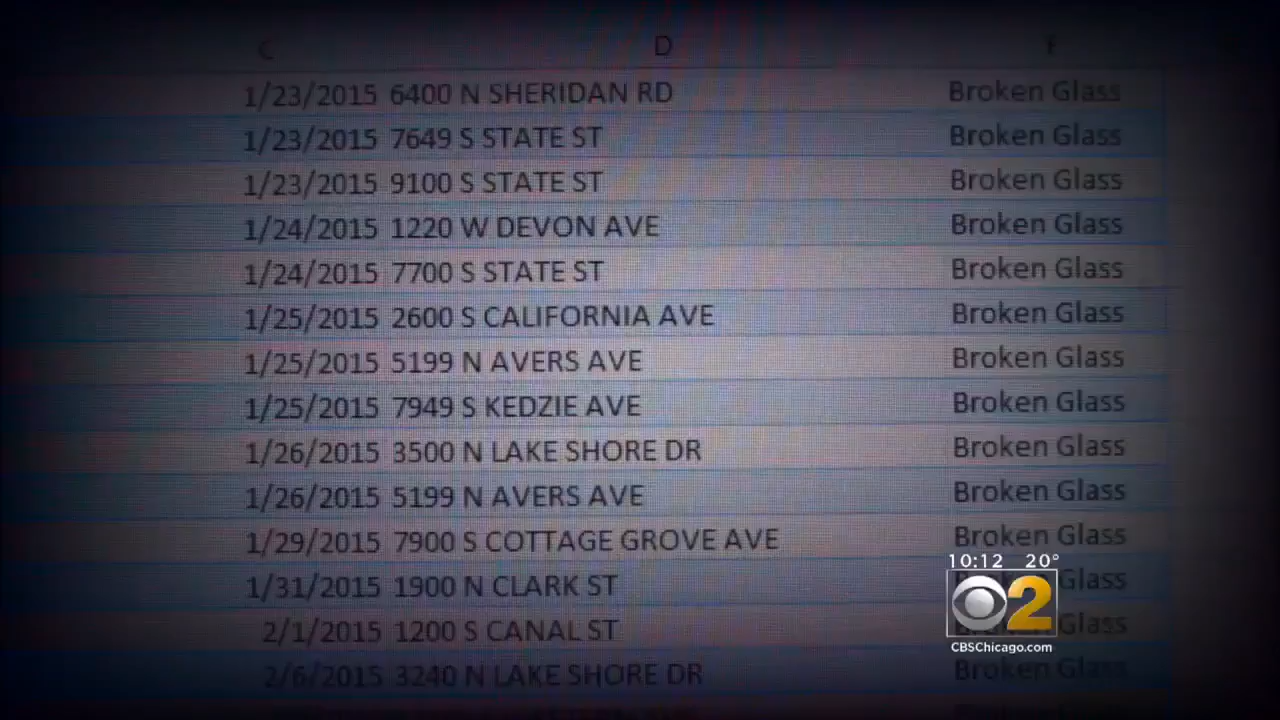 C D F
1/23/2015 6400 N SHERIDAN RD Broken Glass
1/23/2015 7649 S STATE ST Broken Glass
1/23/2015 9100 S STATE ST Broken Glass
1/24/2015 1220 W DEVON AVE Broken Glass
1/24/2015 7700 S STATE ST Broken Glass
1/25/2015 2600 S CALIFORNIA AVE Broken Glass
1/25/2015 5199 N AVERS AVE Broken Glass
1/25/2015 7949 S KEDZIE AVE Broken Glass
1/26/2015 3500 N LAKE SHORE DR Broken Glass
1/26/2015 5199 N AVERS AVE Broken Glass
1/29/2015 7900 S COTTAGE GROVE AVE Broken Glass
1/31/2015 1900 N CLARK ST Glass
2/1/2015 1200 S CANAL ST Broken Glass
2/6/2015 3240 N LAKE SHORE DR Broken Glass
10:12 20°
2
CBSChicago.com